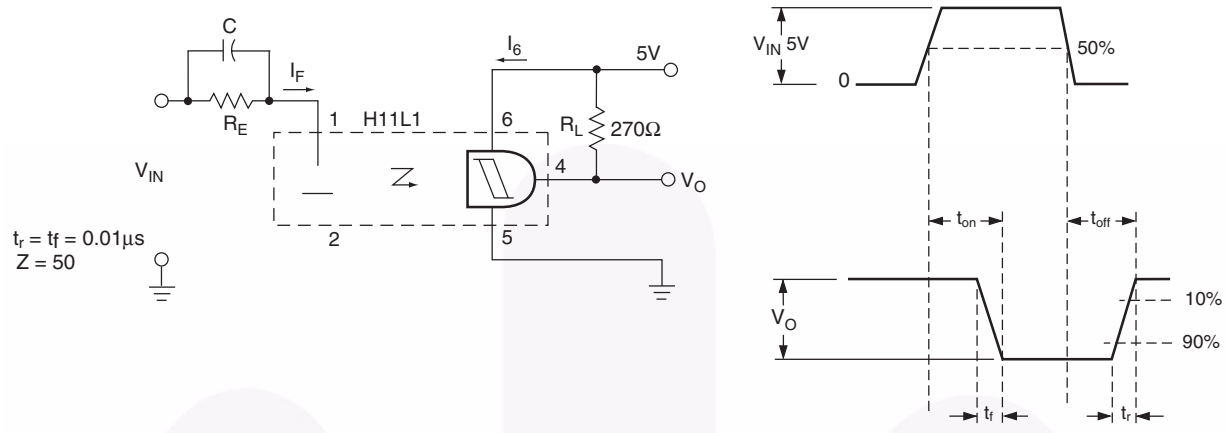 C
I_F
R_E
I_6
5V
1 H11L1 6
R_L 270Ω
4
V_IN
V_O
2
5
t_r = t_f = 0.01μs
Z = 50
V_IN 5V
50%
0
t_on
t_off
10%
V_O
90%
t_f
t_r